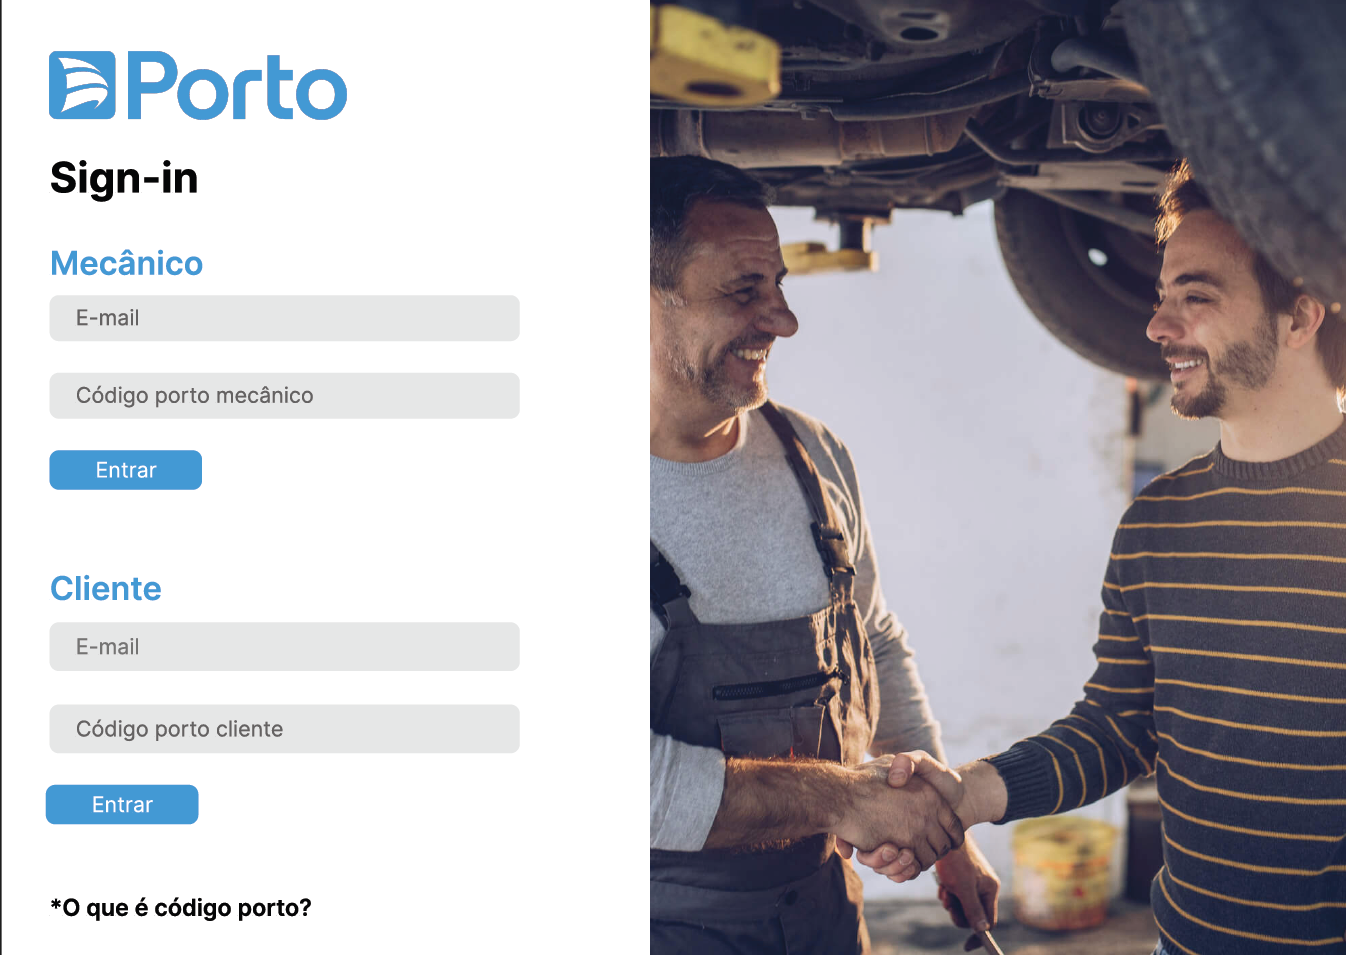 Porto
Sign-in
Mecânico
E-mail
Código porto mecânico
Entrar
Cliente
E-mail
Código porto cliente
Entrar
*O que é código porto?